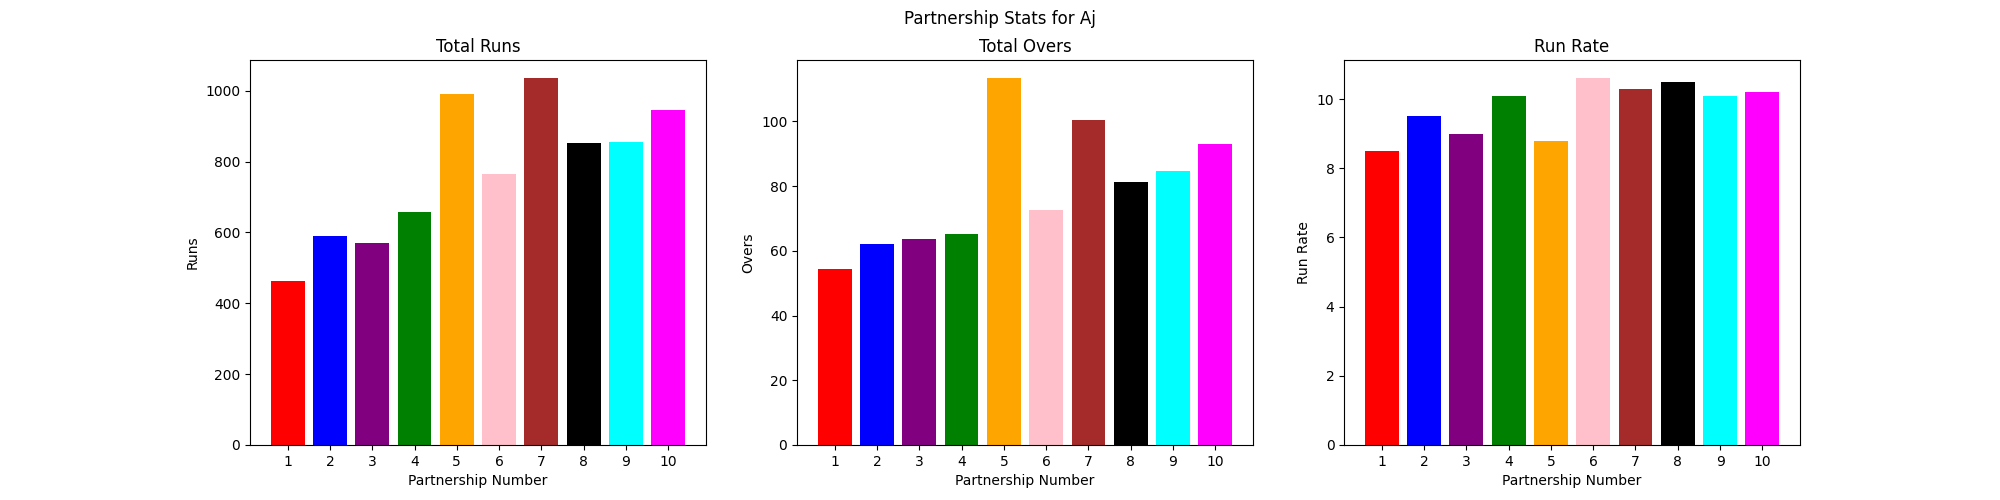 Partnership Stats for Aj
Total Runs
Runs
1000
800
600
400
200
0
1 2 3 4 5 6 7 8 9 10
Partnership Number
Total Overs
Overs
100
80
60
40
20
0
1 2 3 4 5 6 7 8 9 10
Partnership Number
Run Rate
Run Rate
10
8
6
4
2
0
1 2 3 4 5 6 7 8 9 10
Partnership Number